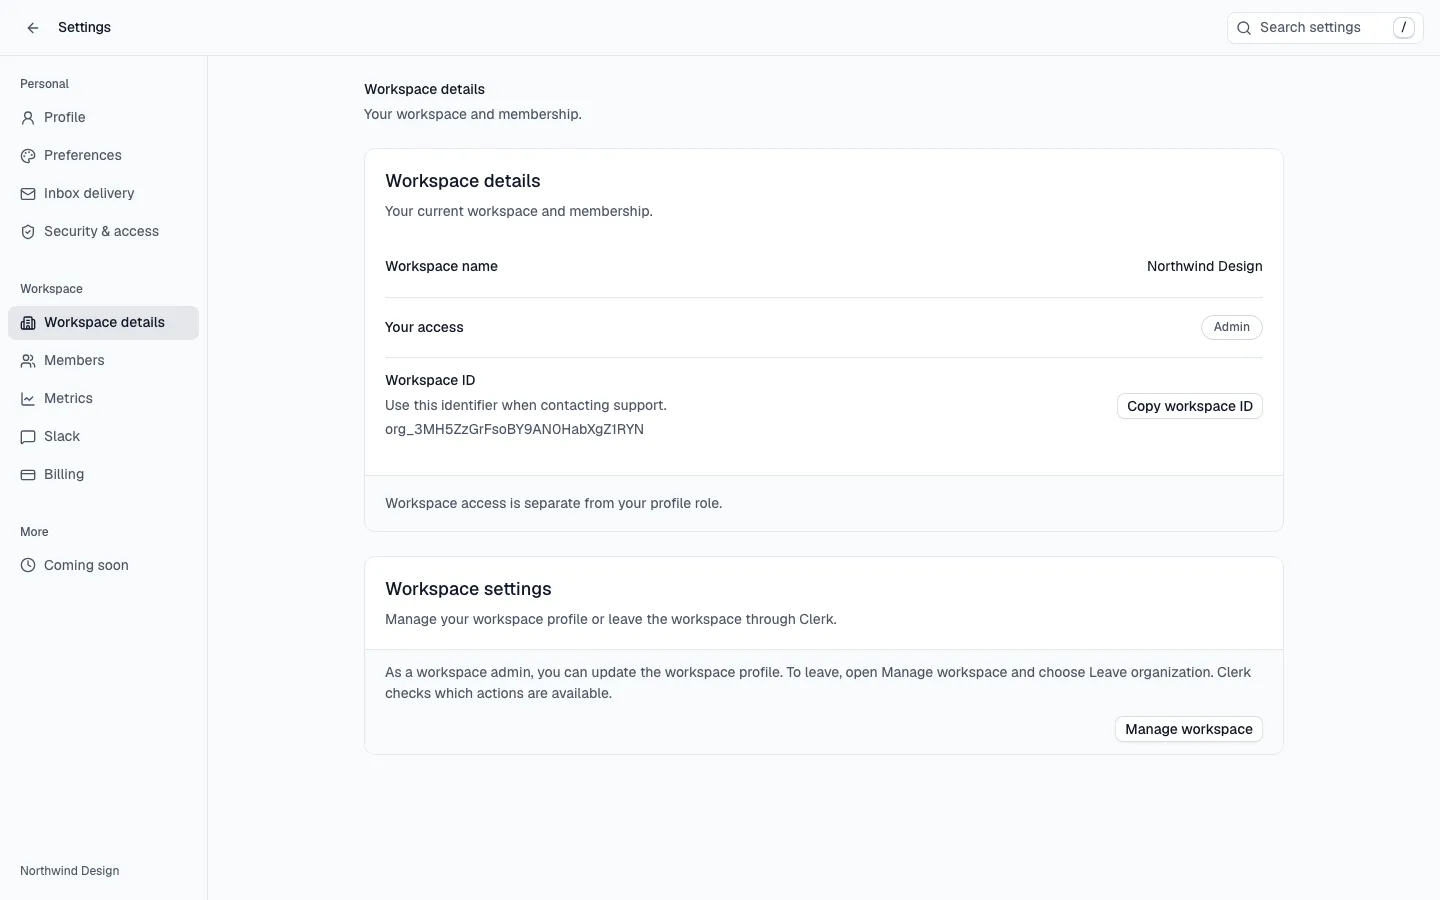 Settings
Search settings
/
Personal
Profile
Preferences
Inbox delivery
Security & access
Workspace
Workspace details
Members
Metrics
Slack
Billing
More
Coming soon
Northwind Design
Workspace details
Your workspace and membership.
Workspace details
Your current workspace and membership.
Workspace name
Northwind Design
Your access
Admin
Workspace ID
Use this identifier when contacting support.
org_3MH5ZzGrFsoBY9AN0HabXgZ1RYN
Copy workspace ID
Workspace access is separate from your profile role.
Workspace settings
Manage your workspace profile or leave the workspace through Clerk.
As a workspace admin, you can update the workspace profile. To leave, open Manage workspace and choose Leave organization. Clerk
checks which actions are available.
Manage workspace